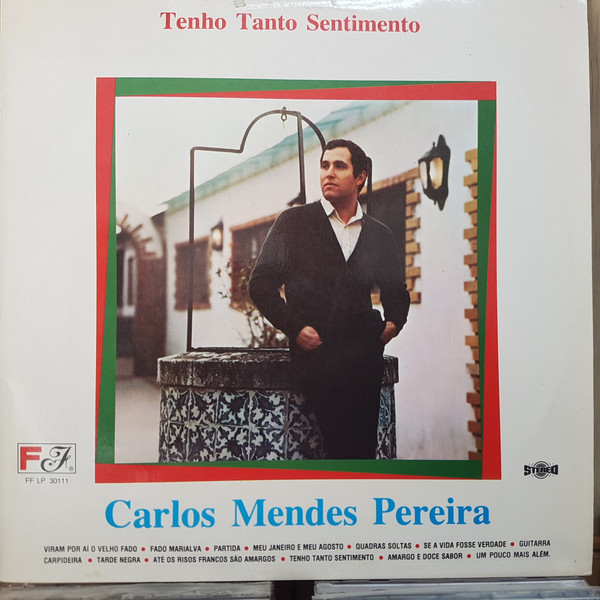 Tenho Tanto Sentimento
FF
FF LP 30111
STEREO
Carlos Mendes Pereira
VIRAM POR AÍ O VELHO FADO • FADO MARIALVA • PARTIDA • MEU JANEIRO E MEU AGOSTO • QUADRAS SOLTAS • SE A VIDA FOSSE VERDADE • GUITARRA
CARPIDEIRA • TARDE NEGRA • ATÉ OS RISOS FRANCOS SÃO AMARGOS • TENHO TANTO SENTIMENTO • AMARGO E DOCE SABOR • UM POUCO MAIS ALÉM.